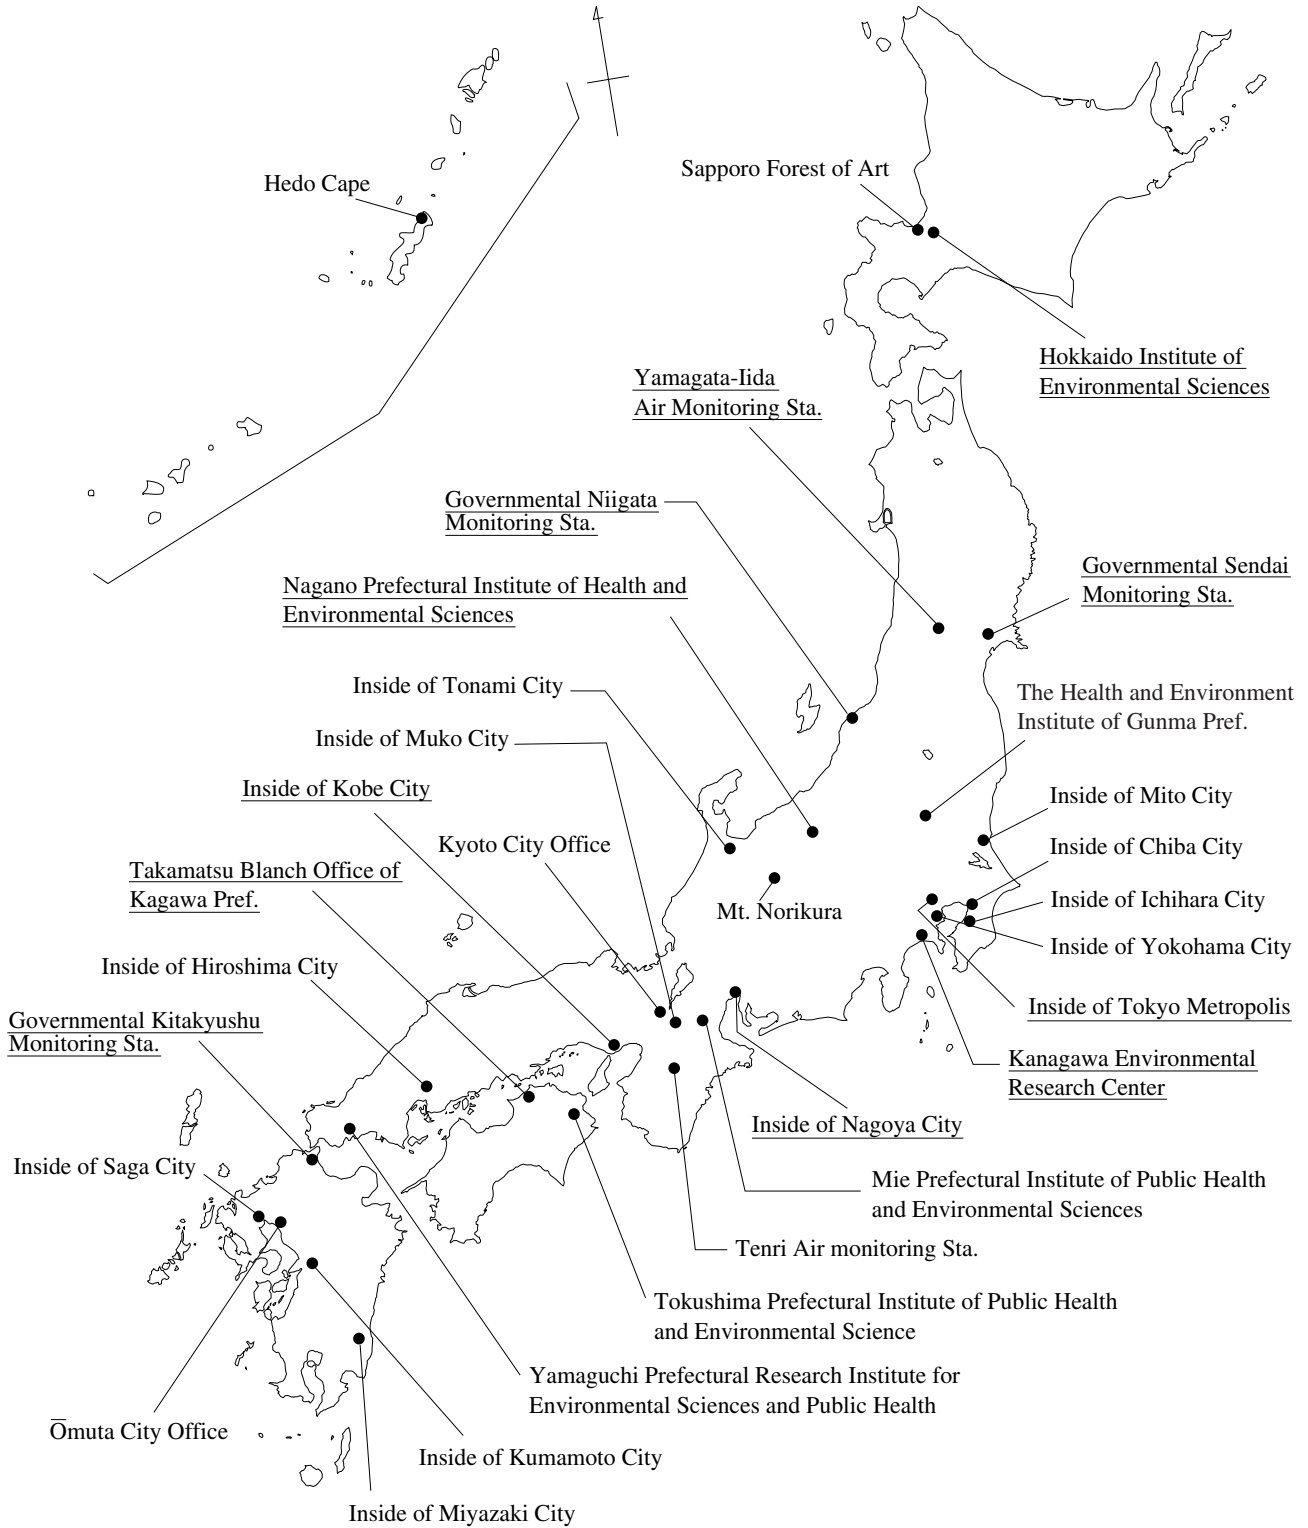 Sapporo Forest of Art
Hedo Cape
Hokkaido Institute of
Environmental Sciences
Yamagata-Iida
Air Monitoring Sta.
Governmental Niigata
Monitoring Sta.
Governmental Sendai
Monitoring Sta.
Nagano Prefectural Institute of Health and
Environmental Sciences
Inside of Tonami City
The Health and Environment
Institute of Gunma Pref.
Inside of Muko City
Inside of Kobe City
Inside of Mito City
Kyoto City Office
Inside of Chiba City
Takamatsu Blanch Office of
Kagawa Pref.
Mt. Norikura
Inside of Ichihara City
Inside of Yokohama City
Inside of Hiroshima City
Inside of Tokyo Metropolis
Governmental Kitakyushu
Monitoring Sta.
Kanagawa Environmental
Research Center
Inside of Nagoya City
Inside of Saga City
Mie Prefectural Institute of Public Health
and Environmental Sciences
Tenri Air monitoring Sta.
Tokushima Prefectural Institute of Public Health
and Environmental Science
Yamaguchi Prefectural Research Institute for
Environmental Sciences and Public Health
Ōmuta City Office
Inside of Kumamoto City
Inside of Miyazaki City